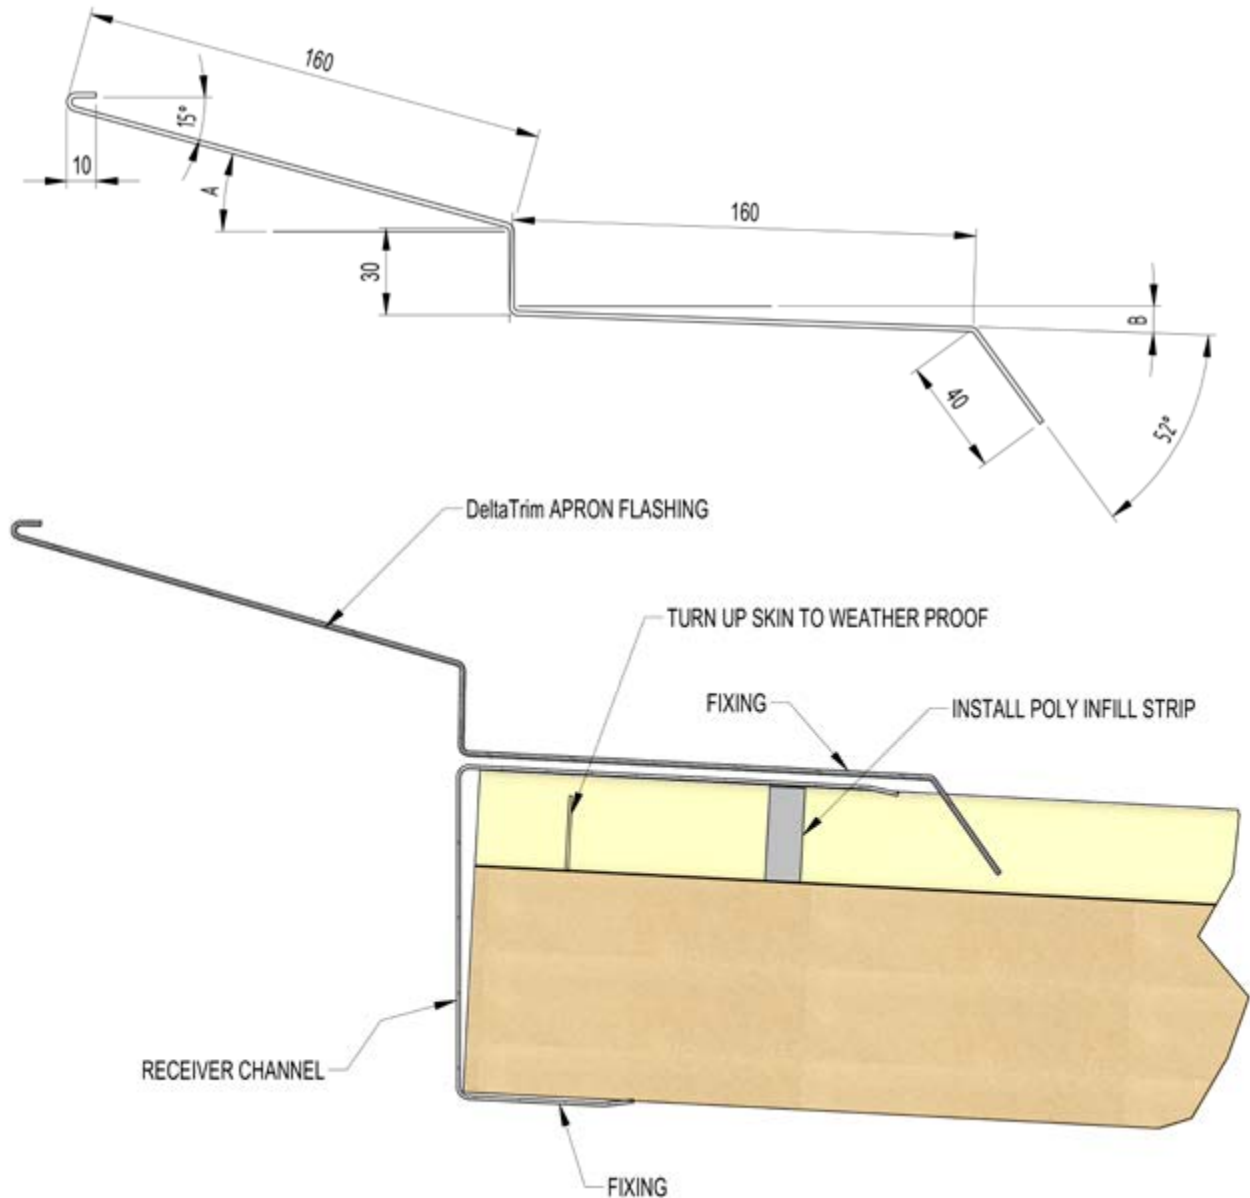 160
15°
10
A
160
30
B
40
52°
DeltaTrim APRON FLASHING
TURN UP SKIN TO WEATHER PROOF
FIXING
INSTALL POLY INFILL STRIP
RECEIVER CHANNEL
FIXING